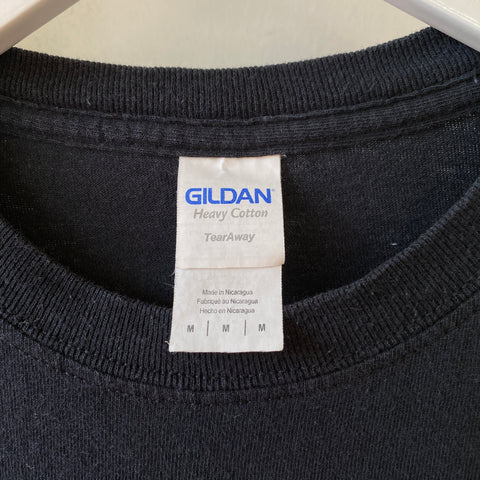 GILDAN
Heavy Cotton
TearAway
Made in Nicaragua
Fabriqué au Nicaragua
Hecho en Nicaragua
M | M | M